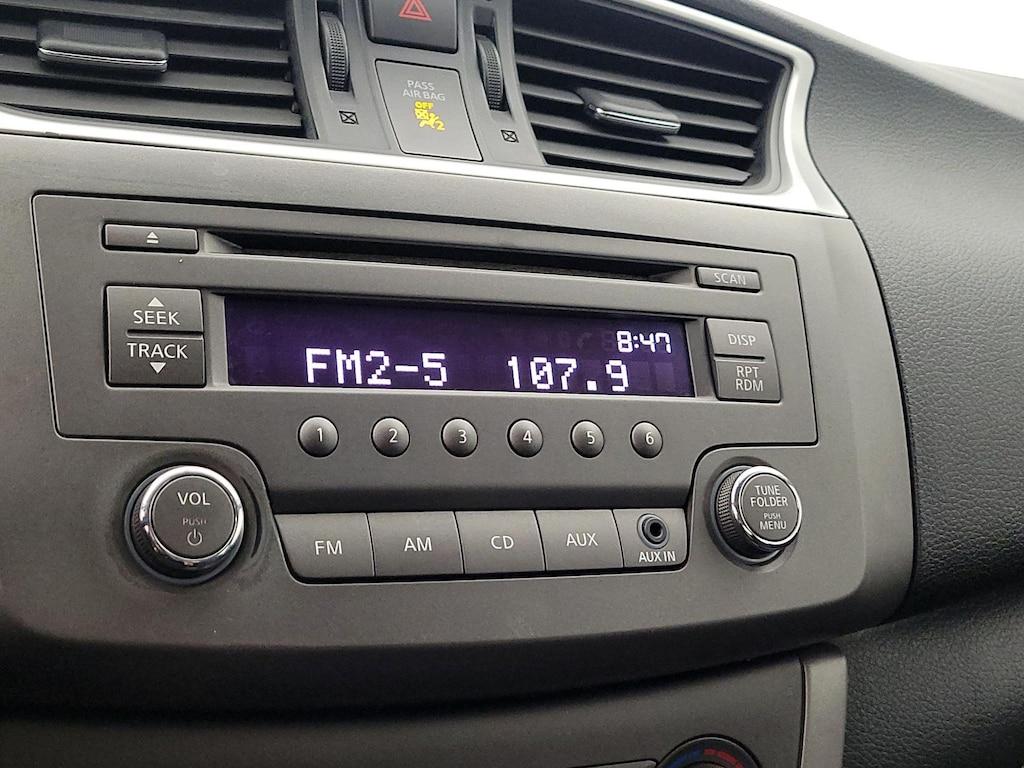 PASS
AIR BAG
OFF
2
SCAN
SEEK
TRACK
8:47
FM2-5 107.9
DISP
RPT
RDM
1 2 3 4 5 6
VOL
PUSH
TUNE
FOLDER
PUSH
MENU
FM AM CD AUX AUX IN